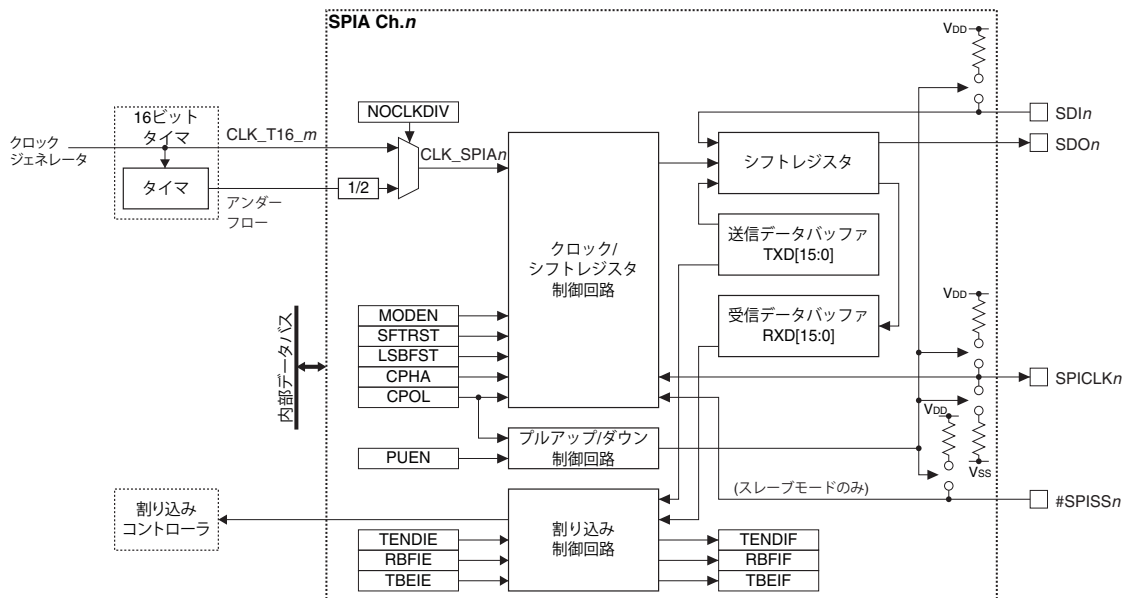 SPIA Ch.n
VDD
16ビット
タイマ
NOCLKDIV
クロック
ジェネレータ
CLK_T16_m
CLK_SPIAn
タイマ
1/2
アンダー
フロー
シフトレジスタ
SDIn
SDOn
クロック/
シフトレジスタ
制御回路
送信データバッファ
TXD[15:0]
受信データバッファ
RXD[15:0]
VDD
内部データバス
MODEN
SFTRST
LSBFST
CPHA
CPOL
SPICLKn
VDD
VSS
プルアップ/ダウン
制御回路
PUEN
(スレーブモードのみ)
#SPISSn
割り込み
コントローラ
割り込み
制御回路
TENDIE
RBFIE
TBEIE
TENDIF
RBFIF
TBEIF